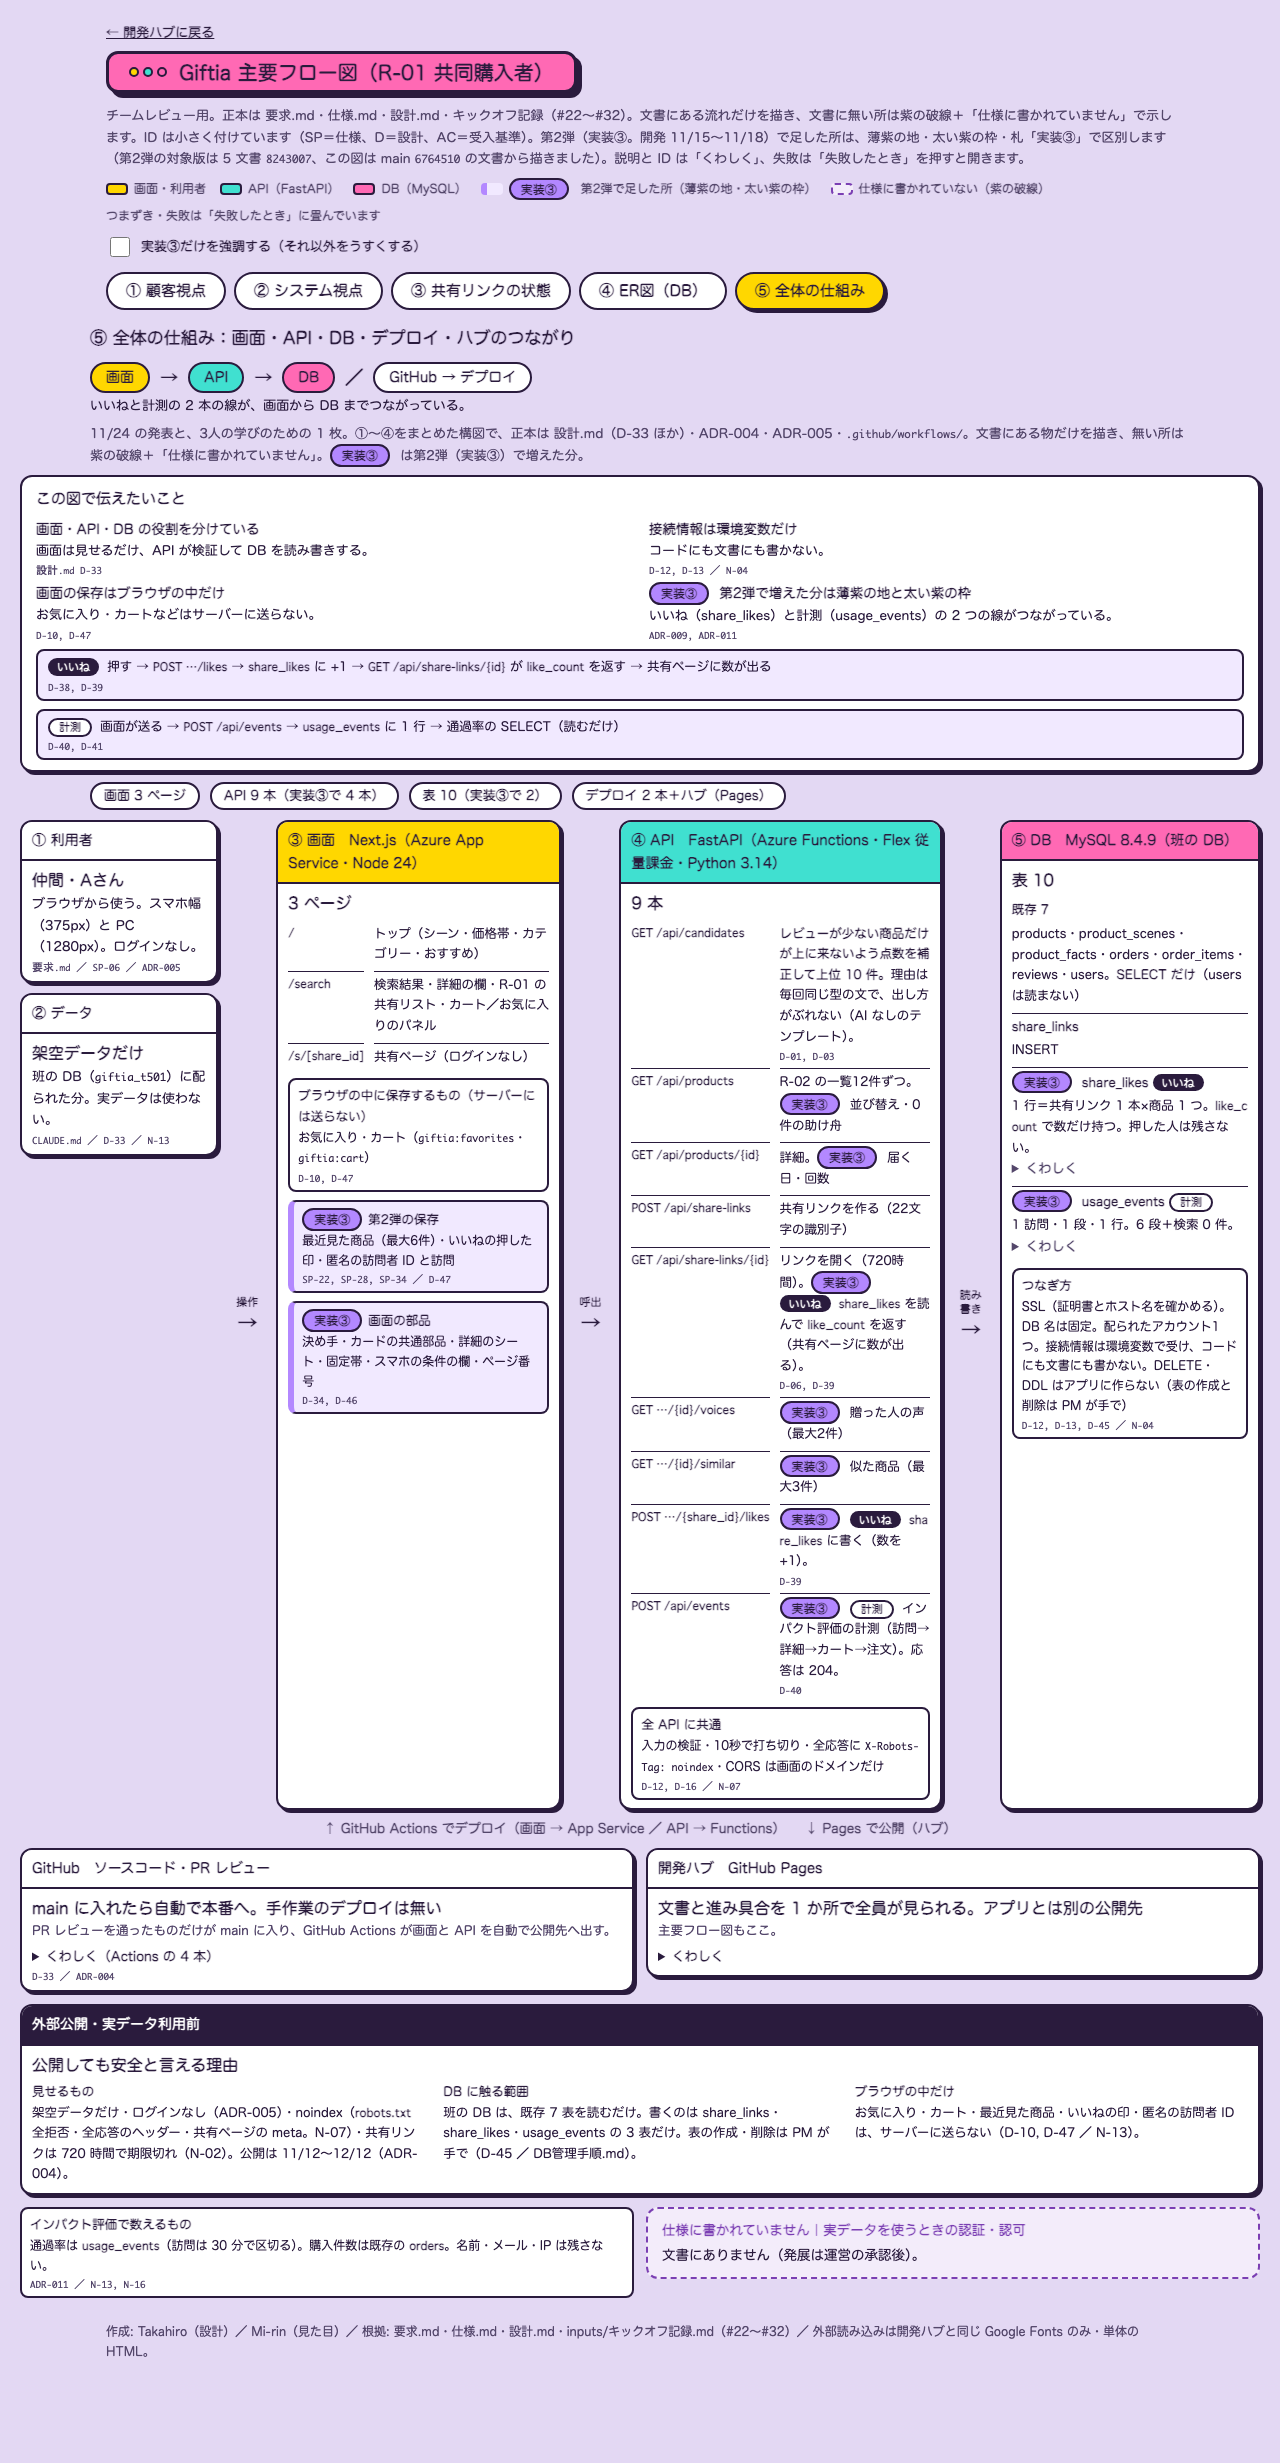 ← 開発ハブに戻る
Giftia 主要フロー図（R-01 共同購入者）
チームレビュー用。正本は 要求.md・仕様.md・設計.md・キックオフ記録（#22〜#32）。文書にある流れだけを描き、文書に無い所は紫の破線＋「仕様に書かれていません」で示し
ます。ID は小さく付けています（SP＝仕様、D＝設計、AC＝受入基準）。第2弾（実装③。開発 11/15〜11/18）で足した所は、薄紫の地・太い紫の枠・札「実装③」で区別します
（第2弾の対象版は 5 文書 8243007、この図は main 6764510 の文書から描きました）。説明と ID は「くわしく」、失敗は「失敗したとき」を押すと開きます。
画面・利用者 API（FastAPI） DB（MySQL） 実装③ 第2弾で足した所（薄紫の地・太い紫の枠） 仕様に書かれていない（紫の破線）
つまずき・失敗は「失敗したとき」に畳んでいます
実装③だけを強調する（それ以外をうすくする）
① 顧客視点 ② システム視点 ③ 共有リンクの状態 ④ ER図（DB） ⑤ 全体の仕組み
⑤ 全体の仕組み：画面・API・DB・デプロイ・ハブのつながり
画面 → API → DB ／ GitHub → デプロイ
いいねと計測の 2 本の線が、画面から DB までつながっている。
11/24 の発表と、3人の学びのための 1 枚。①〜④をまとめた構図で、正本は 設計.md（D-33 ほか）・ADR-004・ADR-005・.github/workflows/。文書にある物だけを描き、無い所は
紫の破線＋「仕様に書かれていません」。 実装③ は第2弾（実装③）で増えた分。
この図で伝えたいこと
画面・API・DB の役割を分けている
画面は見せるだけ、API が検証して DB を読み書きする。
設計.md D-33
接続情報は環境変数だけ
コードにも文書にも書かない。
D-12, D-13 ／ N-04
画面の保存はブラウザの中だけ
お気に入り・カートなどはサーバーに送らない。
D-10, D-47
実装③ 第2弾で増えた分は薄紫の地と太い紫の枠
いいね（share_likes）と計測（usage_events）の 2 つの線がつながっている。
ADR-009, ADR-011
いいね 押す → POST …/likes → share_likes に +1 → GET /api/share-links/{id} が like_count を返す → 共有ページに数が出る
D-38, D-39
計測 画面が送る → POST /api/events → usage_events に 1 行 → 通過率の SELECT（読むだけ）
D-40, D-41
画面 3 ページ API 9 本（実装③で 4 本） 表 10（実装③で 2） デプロイ 2 本＋ハブ（Pages）
① 利用者
仲間・Aさん
ブラウザから使う。スマホ幅
（375px）と PC
（1280px）。ログインなし。
要求.md ／ SP-06 ／ ADR-005
② データ
架空データだけ
班の DB（giftia_t501）に配
られた分。実データは使わな
い。
CLAUDE.md ／ D-33 ／ N-13
操作
→
③ 画面 Next.js（Azure App
Service・Node 24）
3 ページ
/ トップ（シーン・価格帯・カテ
ゴリー・おすすめ）
/search 検索結果・詳細の欄・R-01 の
共有リスト・カート／お気に入
りのパネル
/s/[share_id] 共有ページ（ログインなし）
ブラウザの中に保存するもの（サーバーに
は送らない）
お気に入り・カート（giftia:favorites・
giftia:cart）
D-10, D-47
実装③ 第2弾の保存
最近見た商品（最大6件）・いいねの押した
印・匿名の訪問者 ID と訪問
SP-22, SP-28, SP-34 ／ D-47
実装③ 画面の部品
決め手・カードの共通部品・詳細のシー
ト・固定帯・スマホの条件の欄・ページ番
号
D-34, D-46
呼出
→
④ API FastAPI（Azure Functions・Flex 従
量課金・Python 3.14）
9 本
GET /api/candidates レビューが少ない商品だけ
が上に来ないよう点数を補
正して上位 10 件。理由は
毎回同じ型の文で、出し方
がぶれない（AI なしのテ
ンプレート）。
D-01, D-03
GET /api/products R-02 の一覧12件ずつ。
実装③ 並び替え・0
件の助け舟
GET /api/products/{id} 詳細。 実装③ 届く
日・回数
POST /api/share-links 共有リンクを作る（22文
字の識別子）
GET /api/share-links/{id} リンクを開く（720時
間）。 実装③
いいね share_likes を読
んで like_count を返す
（共有ページに数が出
る）。
D-06, D-39
GET …/{id}/voices 実装③ 贈った人の声
（最大2件）
GET …/{id}/similar 実装③ 似た商品（最
大3件）
POST …/{share_id}/likes 実装③ いいね sha
re_likes に書く（数を
+1）。
D-39
POST /api/events 実装③ 計測 イン
パクト評価の計測（訪問→
詳細→カート→注文）。応
答は 204。
D-40
全 API に共通
入力の検証・10秒で打ち切り・全応答に X-Robots-
Tag: noindex・CORS は画面のドメインだけ
D-12, D-16 ／ N-07
読み
書き
→
⑤ DB MySQL 8.4.9（班の DB）
表 10
既存 7
products・product_scenes・
product_facts・orders・order_items・
reviews・users。SELECT だけ（users
は読まない）
share_links
INSERT
実装③ share_likes いいね
1 行＝共有リンク 1 本×商品 1 つ。like_c
ount で数だけ持つ。押した人は残さな
い。
▶ くわしく
実装③ usage_events 計測
1 訪問・1 段・1 行。6 段＋検索 0 件。
▶ くわしく
つなぎ方
SSL（証明書とホスト名を確かめる）。
DB 名は固定。配られたアカウント1
つ。接続情報は環境変数で受け、コード
にも文書にも書かない。DELETE・
DDL はアプリに作らない（表の作成と
削除は PM が手で）
D-12, D-13, D-45 ／ N-04
↑ GitHub Actions でデプロイ（画面 → App Service ／ API → Functions） ↓ Pages で公開（ハブ）
GitHub ソースコード・PR レビュー
main に入れたら自動で本番へ。手作業のデプロイは無い
PR レビューを通ったものだけが main に入り、GitHub Actions が画面と API を自動で公開先へ出す。
▶ くわしく（Actions の 4 本）
D-33 ／ ADR-004
開発ハブ GitHub Pages
文書と進み具合を 1 か所で全員が見られる。アプリとは別の公開先
主要フロー図もここ。
▶ くわしく
外部公開・実データ利用前
公開しても安全と言える理由
見せるもの
架空データだけ・ログインなし（ADR-005）・noindex（robots.txt
全拒否・全応答のヘッダー・共有ページの meta。N-07）・共有リン
クは 720 時間で期限切れ（N-02）。公開は 11/12〜12/12（ADR-
004）。
DB に触る範囲
班の DB は、既存 7 表を読むだけ。書くのは share_links・
share_likes・usage_events の 3 表だけ。表の作成・削除は PM が
手で（D-45 ／ DB管理手順.md）。
ブラウザの中だけ
お気に入り・カート・最近見た商品・いいねの印・匿名の訪問者 ID
は、サーバーに送らない（D-10, D-47 ／ N-13）。
インパクト評価で数えるもの
通過率は usage_events（訪問は 30 分で区切る）。購入件数は既存の orders。名前・メール・IP は残さな
い。
ADR-011 ／ N-13, N-16
仕様に書かれていません｜実データを使うときの認証・認可
文書にありません（発展は運営の承認後）。
作成: Takahiro（設計）／ Mi-rin（見た目）／ 根拠: 要求.md・仕様.md・設計.md・inputs/キックオフ記録.md（#22〜#32）／ 外部読み込みは開発ハブと同じ Google Fonts のみ・単体の
HTML。